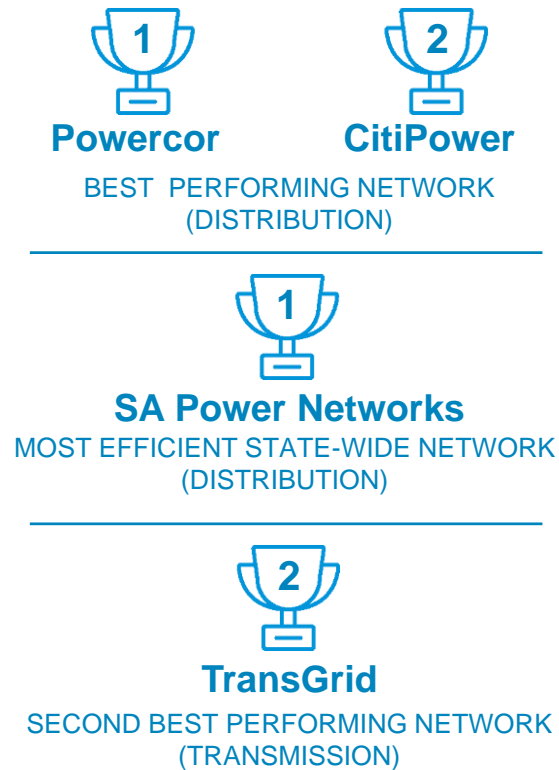 1 2
Powercor CitiPower
BEST PERFORMING NETWORK
(DISTRIBUTION)
1
SA Power Networks
MOST EFFICIENT STATE-WIDE NETWORK
(DISTRIBUTION)
2
TransGrid
SECOND BEST PERFORMING NETWORK
(TRANSMISSION)